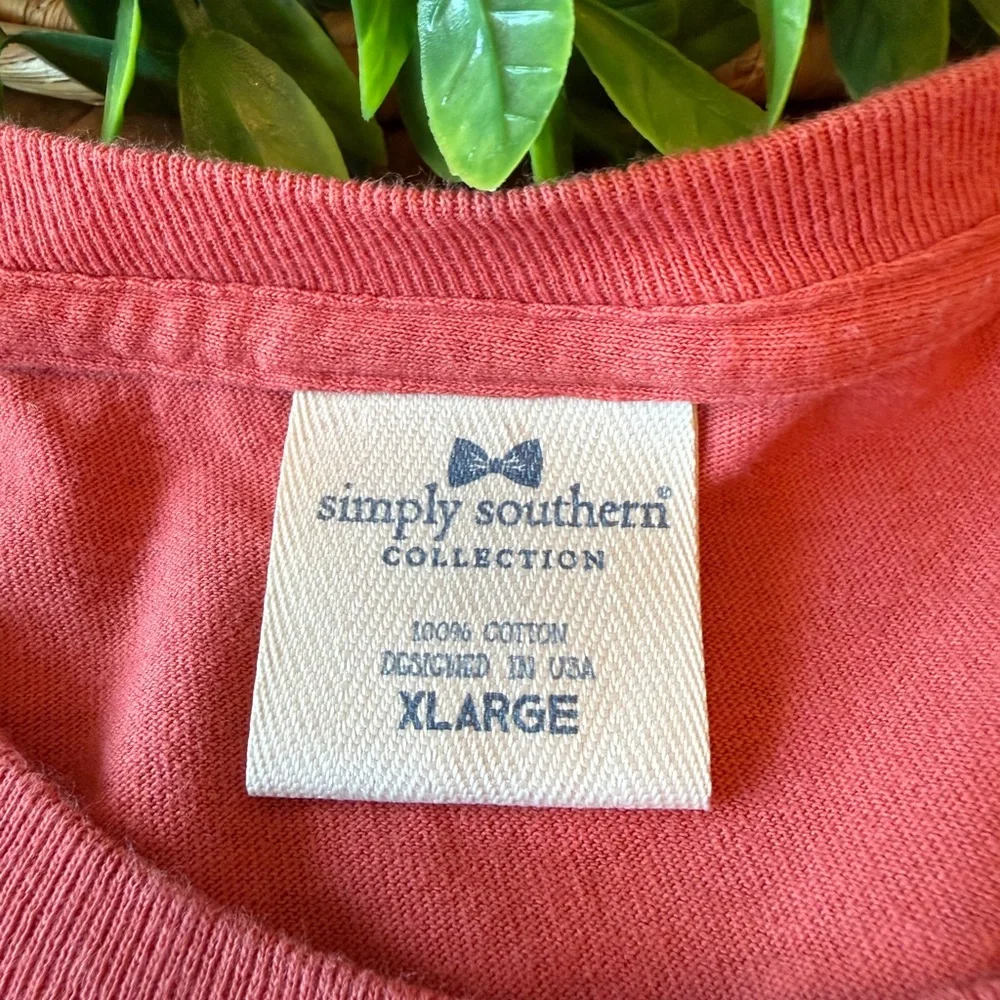 simply southern®
COLLECTION
100% COTTON
DESIGNED IN USA
XLARGE